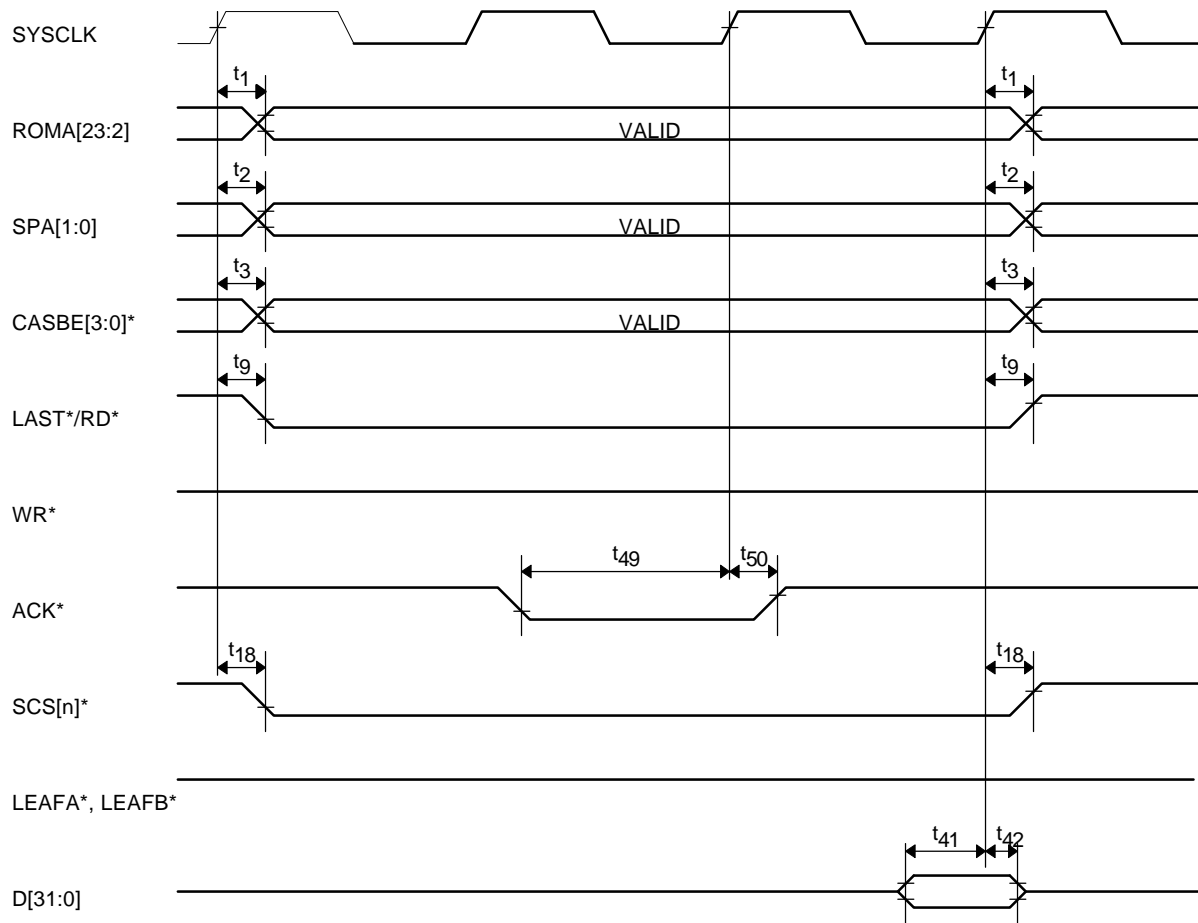 SYSCLK
t1 t1
ROMA[23:2] VALID
t2 t2
SPA[1:0] VALID
t3 t3
CASBE[3:0]* VALID
t9 t9
LAST*/RD*
WR*
t49 t50
ACK*
t18 t18
SCS[n]*
LEAFA*, LEAFB*
t41 t42
D[31:0]